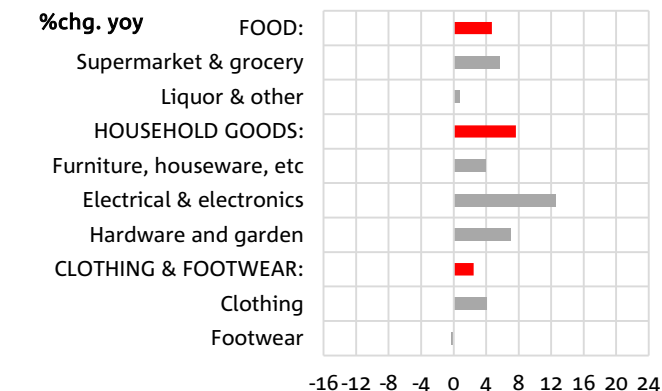 %chg. yoy
FOOD:
Supermarket & grocery
Liquor & other
HOUSEHOLD GOODS:
Furniture, houseware, etc
Electrical & electronics
Hardware and garden
CLOTHING & FOOTWEAR:
Clothing
Footwear
-16 -12 -8 -4 0 4 8 12 16 20 24